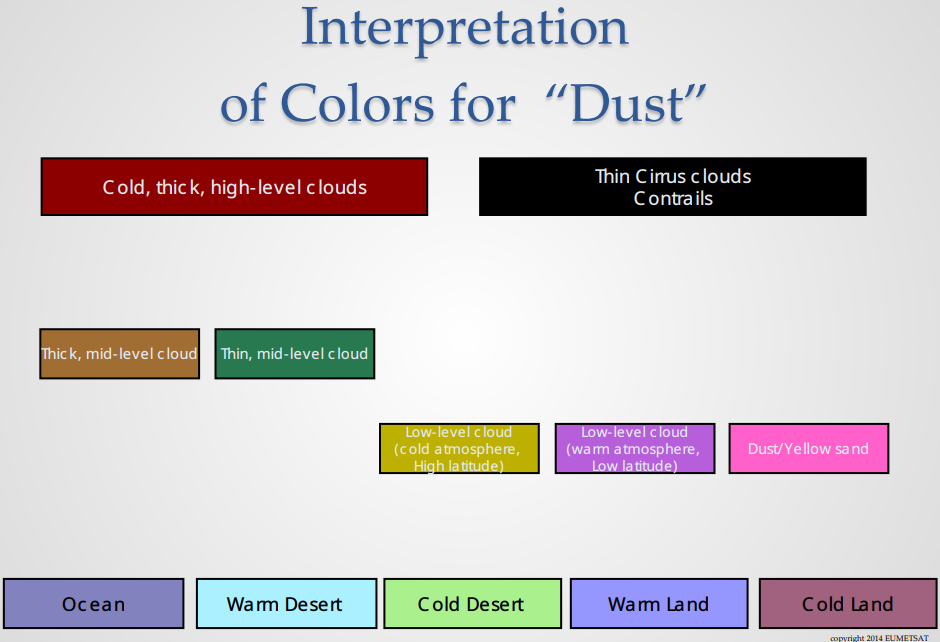 Interpretation
of Colors for “Dust”
Cold, thick, high-level clouds
Thin Cirrus clouds
Contrails
Thick, mid-level cloud
Thin, mid-level cloud
Low-level cloud
(cold atmosphere,
High latitude)
Low-level cloud
(warm atmosphere,
Low latitude)
Dust/Yellow sand
Ocean
Warm Desert
Cold Desert
Warm Land
Cold Land
copyright 2014 EUMETSAT